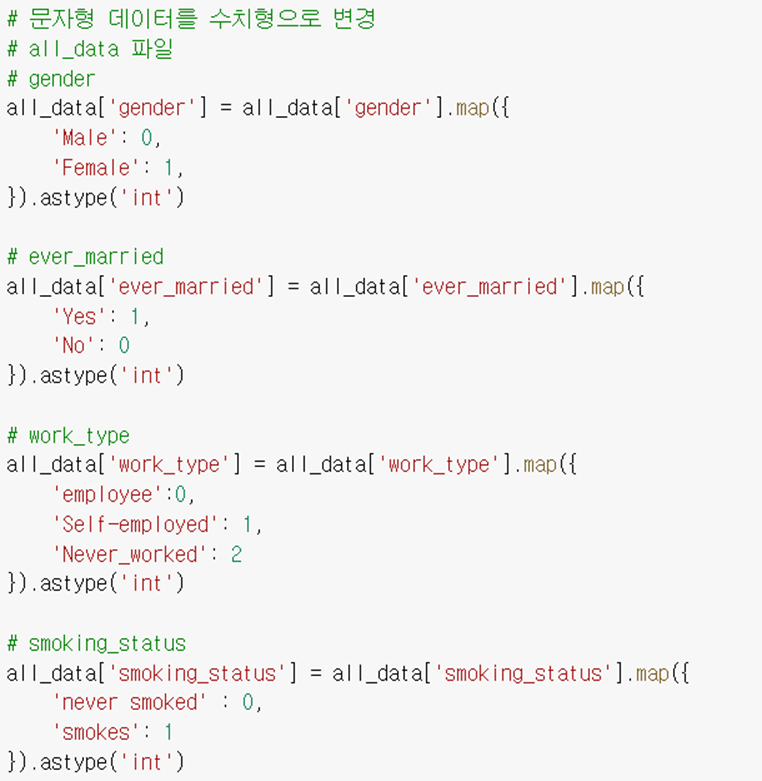 # 문자형 데이터를 수치형으로 변경
# all_data 파일
# gender
all_data['gender'] = all_data['gender'].map({
    'Male': 0,
    'Female': 1,
}).astype('int')

# ever_married
all_data['ever_married'] = all_data['ever_married'].map({
    'Yes': 1,
    'No': 0
}).astype('int')

# work_type
all_data['work_type'] = all_data['work_type'].map({
    'employee':0,
    'Self-employed': 1,
    'Never_worked': 2
}).astype('int')

# smoking_status
all_data['smoking_status'] = all_data['smoking_status'].map({
    'never smoked' : 0,
    'smokes': 1
}).astype('int')